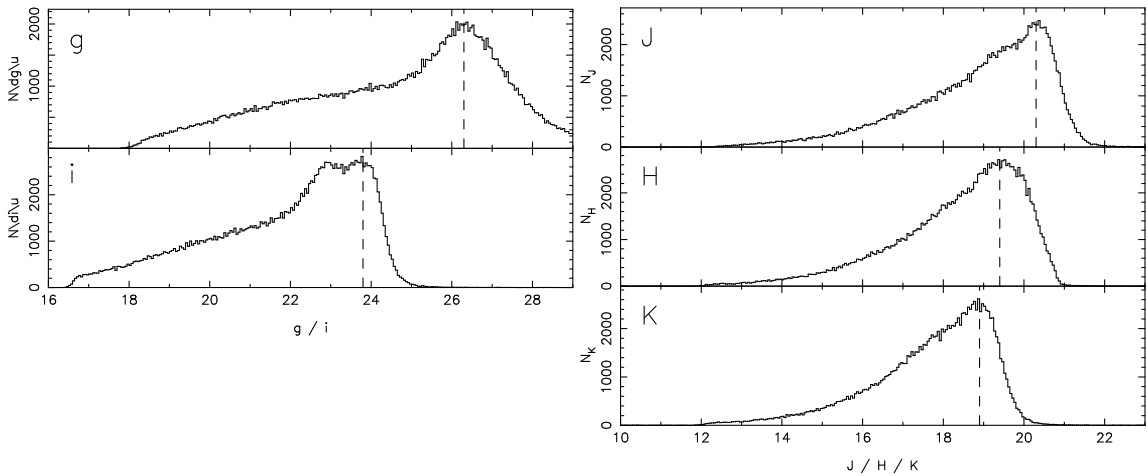 g
N\dg\u
1000 2000
i
N\di\u
0 1000 2000
16 18 20 22 24 26 28
g / i
J
N_J
0 1000 2000
H
N_H
0 1000 2000
K
N_K
0 1000 2000
10 12 14 16 18 20 22
J / H / K